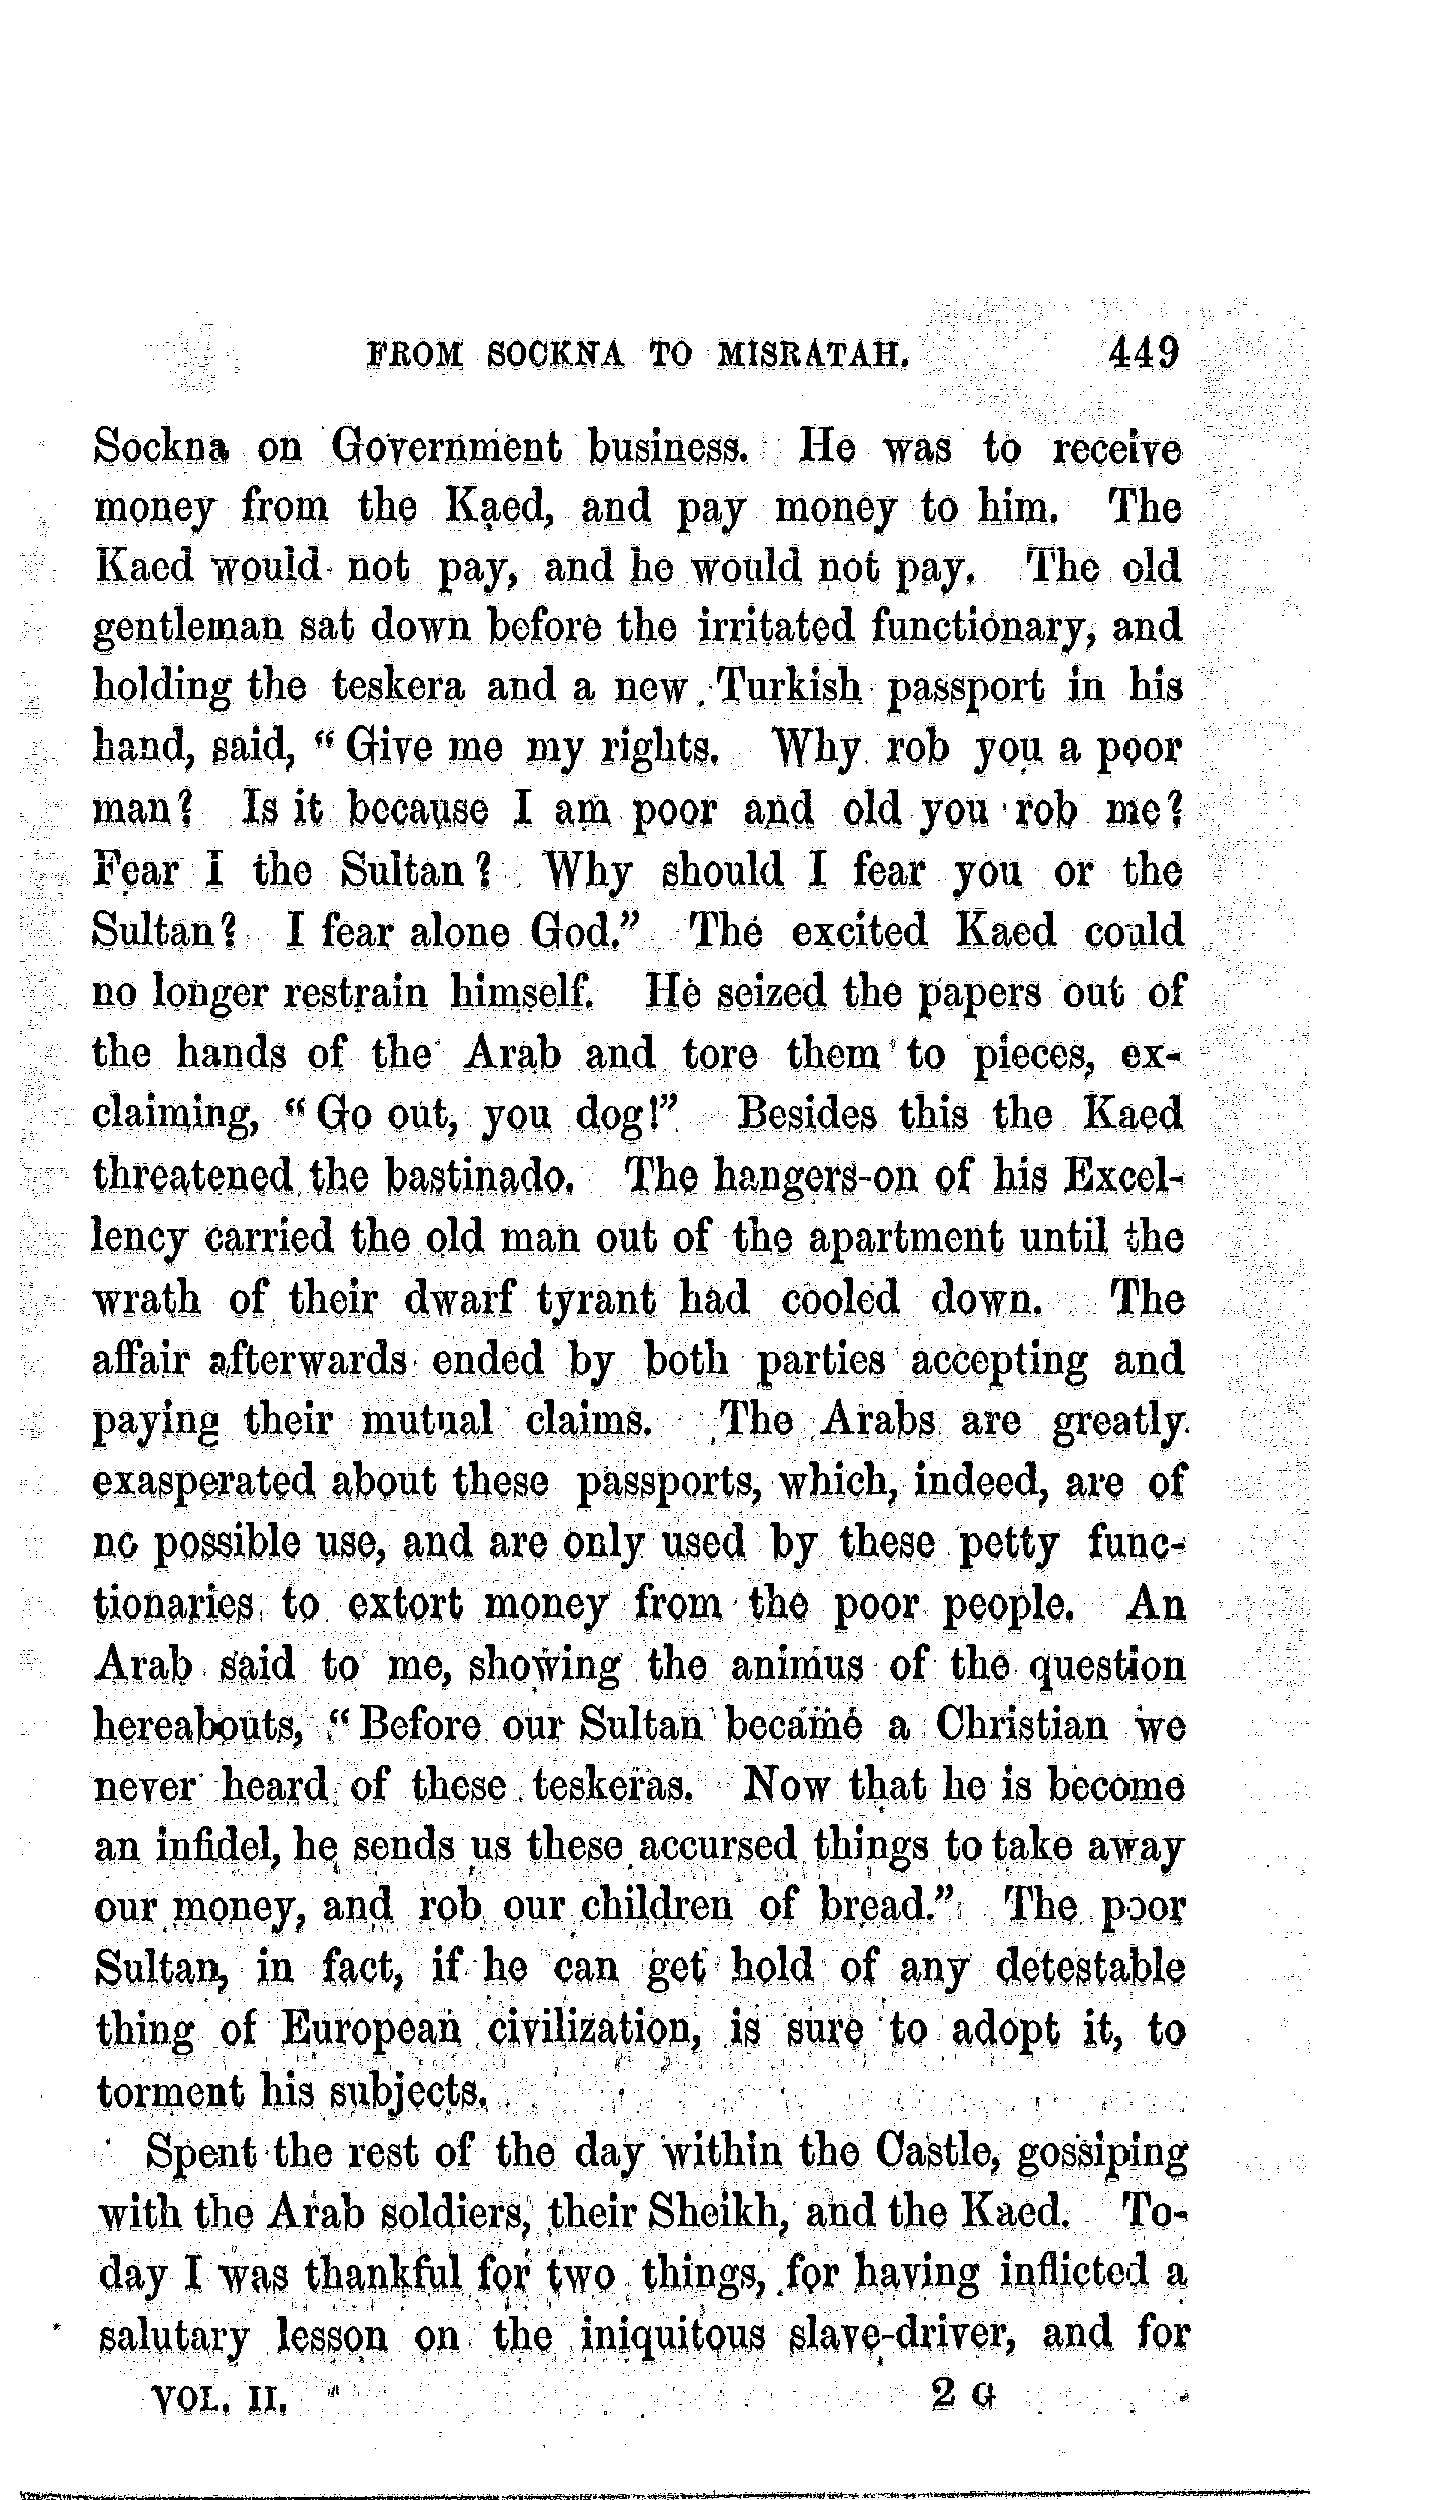 FROM SOCKNA TO MISRATAH. 449
Sockna on Government business. He was to receive
money from the Kaed, and pay money to him. The
Kaed would not pay, and he would not pay. The old
gentleman sat down before the irritated functionary, and
holding the teskera and a new Turkish passport in his
hand, said, “Give me my rights. Why rob you a poor
man? Is it because I am poor and old you rob me?
Fear I the Sultan? Why should I fear you or the
Sultan? I fear alone God.” The excited Kaed could
no longer restrain himself. He seized the papers out of
the hands of the Arab and tore them to pieces, ex-
claiming, “Go out, you dog!” Besides this the Kaed
threatened the bastinado. The hangers-on of his Excel-
lency carried the old man out of the apartment until the
wrath of their dwarf tyrant had cooled down. The
affair afterwards ended by both parties accepting and
paying their mutual claims. The Arabs are greatly
exasperated about these passports, which, indeed, are of
no possible use, and are only used by these petty func-
tionaries to extort money from the poor people. An
Arab said to me, showing the animus of the question
hereabouts, “Before our Sultan became a Christian we
never heard of these teskeras. Now that he is become
an infidel, he sends us these accursed things to take away
our money, and rob our children of bread.” The poor
Sultan, in fact, if he can get hold of any detestable
thing of European civilization, is sure to adopt it, to
torment his subjects.
Spent the rest of the day within the Castle, gossiping
with the Arab soldiers, their Sheikh, and the Kaed. To-
day I was thankful for two things, for having inflicted a
salutary lesson on the iniquitous slave-driver, and for
VOL. II. 2 G